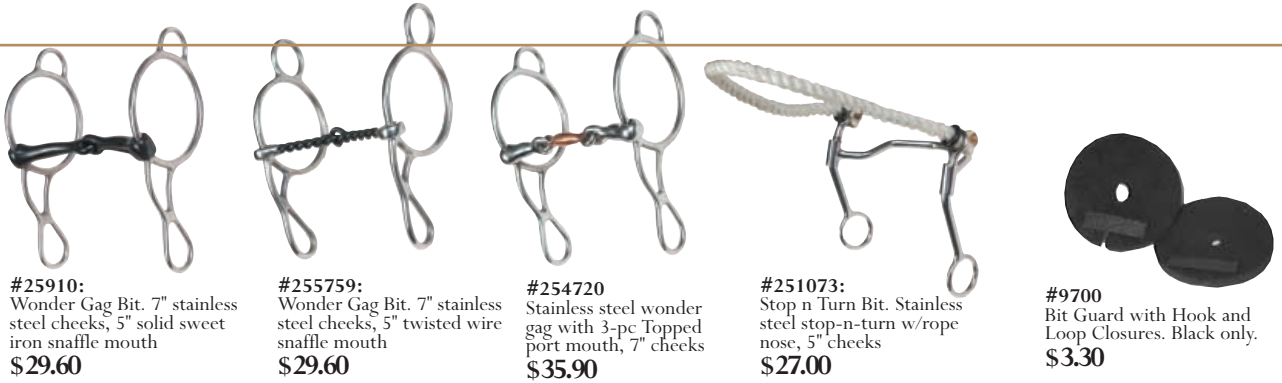 #25910:
Wonder Gag Bit. 7" stainless
steel cheeks, 5" solid sweet
iron snaffle mouth
$29.60
#255759:
Wonder Gag Bit. 7" stainless
steel cheeks, 5" twisted wire
snaffle mouth
$29.60
#254720
Stainless steel wonder
gag with 3-pc Topped
port mouth, 7" cheeks
$35.90
#251073:
Stop n Turn Bit. Stainless
steel stop-n-turn w/rope
nose, 5" cheeks
$27.00
#9700
Bit Guard with Hook and
Loop Closures. Black only.
$3.30